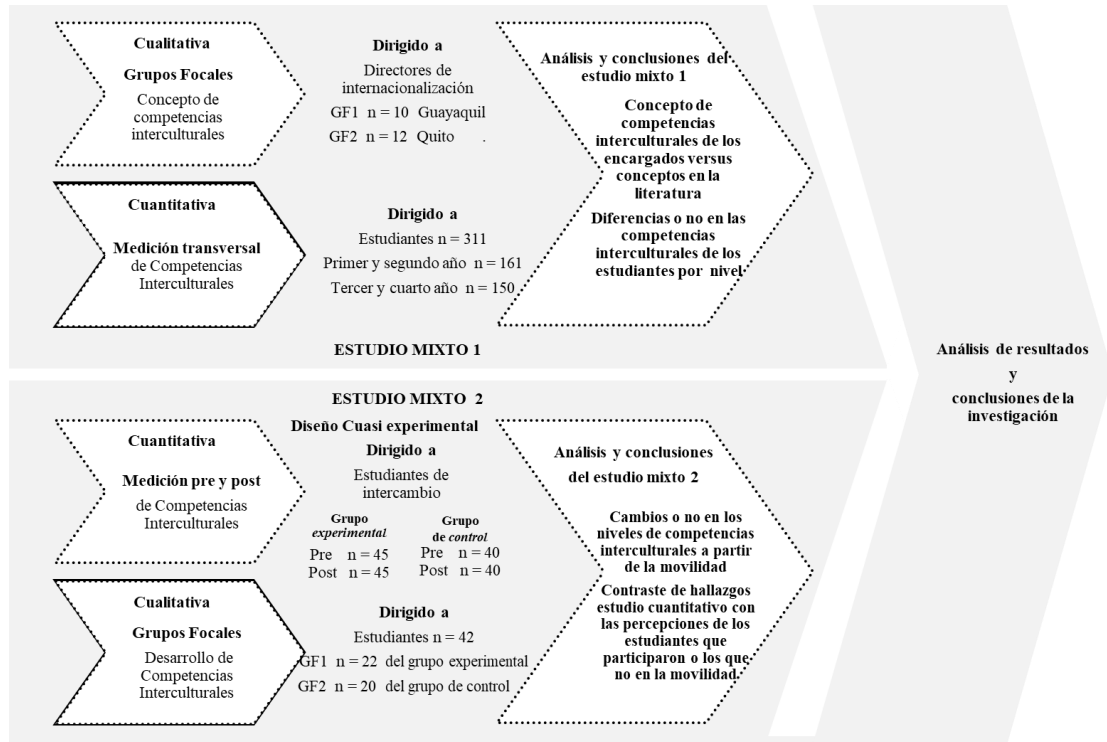 Cualitativa
Grupos Focales
Concepto de
competencias
interculturales
Dirigido a
Directores de
internacionalización
GF1 n = 10 Guayaquil
GF2 n = 12 Quito .
Cuantitativa
Medición transversal
de Competencias
Interculturales
Dirigido a
Estudiantes n = 311
Primer y segundo año n = 161
Tercer y cuarto año n = 150
Análisis y conclusiones del
estudio mixto 1
Concepto de
competencias
interculturales de los
encargados versus
conceptos en la
literatura
Diferencias o no en las
competencias
interculturales de los
estudiantes por nivel
ESTUDIO MIXTO 1
ESTUDIO MIXTO 2
Diseño Cuasi experimental
Cuantitativa
Medición pre y post
de Competencias
Interculturales
Dirigido a
Estudiantes de
intercambio
Grupo
experimental
Pre n = 45
Post n = 45
Grupo
de control
Pre n = 40
Post n = 40
Cualitativa
Grupos Focales
Desarrollo de
Competencias
Interculturales
Dirigido a
Estudiantes n = 42
GF1 n = 22 del grupo experimental
GF2 n = 20 del grupo de control
Análisis y conclusiones
del estudio mixto 2
Cambios o no en los
niveles de competencias
interculturales a partir
de la movilidad
Contraste de hallazgos
estudio cuantitativo con
las percepciones de los
estudiantes que
participaron o los que
no en la movilidad.
Análisis de resultados
y
conclusiones de la
investigación